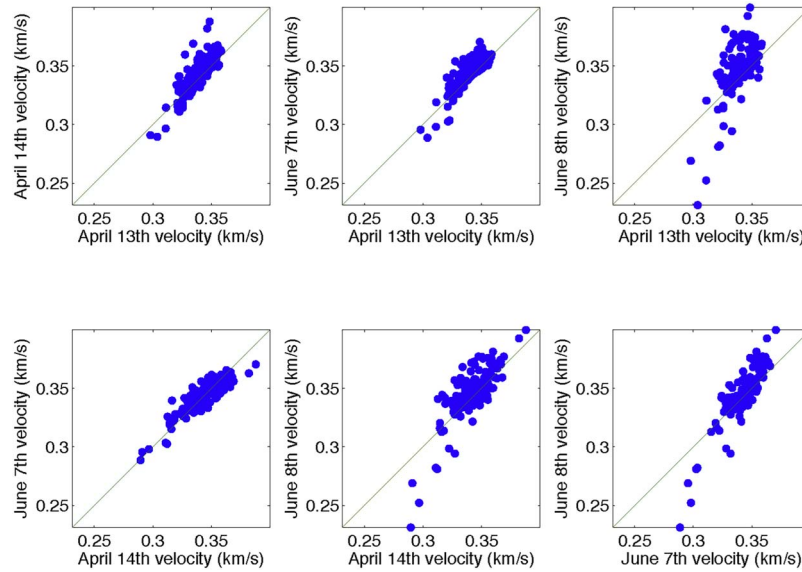 April 14th velocity (km/s)
0.35
0.3
0.25
0.25 0.3 0.35
April 13th velocity (km/s)
June 7th velocity (km/s)
0.35
0.3
0.25
0.25 0.3 0.35
April 13th velocity (km/s)
June 8th velocity (km/s)
0.35
0.3
0.25
0.25 0.3 0.35
April 13th velocity (km/s)
June 7th velocity (km/s)
0.35
0.3
0.25
0.25 0.3 0.35
April 14th velocity (km/s)
June 8th velocity (km/s)
0.35
0.3
0.25
0.25 0.3 0.35
April 14th velocity (km/s)
June 8th velocity (km/s)
0.35
0.3
0.25
0.25 0.3 0.35
June 7th velocity (km/s)